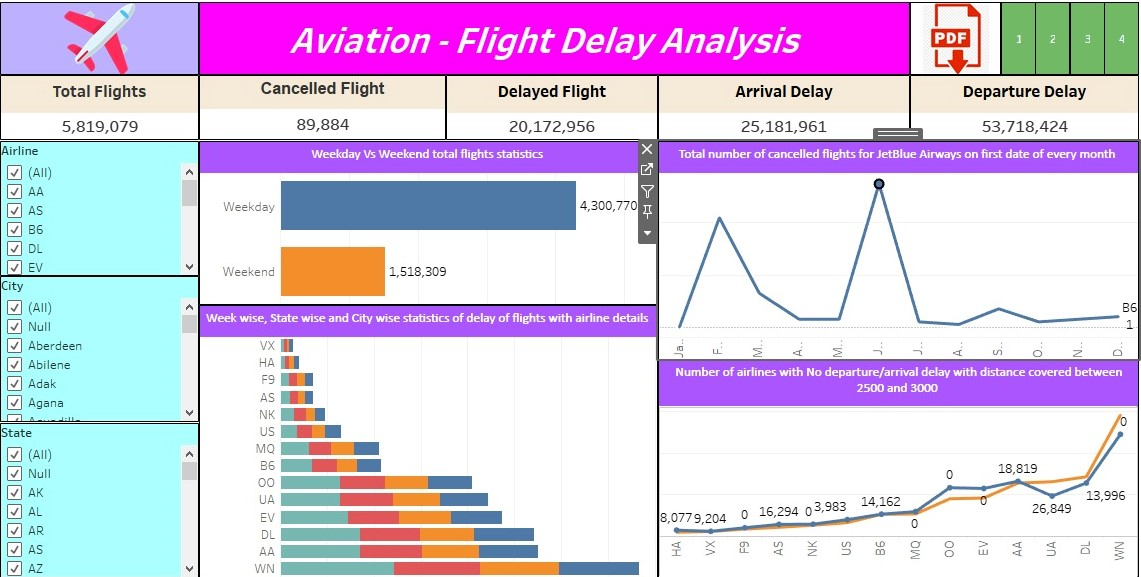 Aviation - Flight Delay Analysis
PDF
1 2 3 4
Total Flights
5,819,079
Cancelled Flight
89,884
Delayed Flight
20,172,956
Arrival Delay
25,181,961
Departure Delay
53,718,424
Airline
(All)
AA
AS
B6
DL
EV
City
(All)
Null
Aberdeen
Abilene
Adak
Agana
State
(All)
Null
AK
AL
AR
AS
AZ
Weekday Vs Weekend total flights statistics
Weekday 4,300,770
Weekend 1,518,309
Week wise, State wise and City wise statistics of delay of flights with airline details
VX
HA
F9
AS
NK
US
MQ
B6
OO
UA
EV
DL
AA
WN
Total number of cancelled flights for JetBlue Airways on first date of every month
B6
1
Ja..
F..
M..
A..
M..
J..
J..
A..
S..
O..
N..
D..
Number of airlines with No departure/arrival delay with distance covered between
2500 and 3000
8,077 9,204 0 16,294 0 3,983 14,162 0 0 0 18,819 26,849 13,996 0
HA
VX
F9
AS
NK
US
B6
MQ
OO
EV
AA
UA
DL
WN